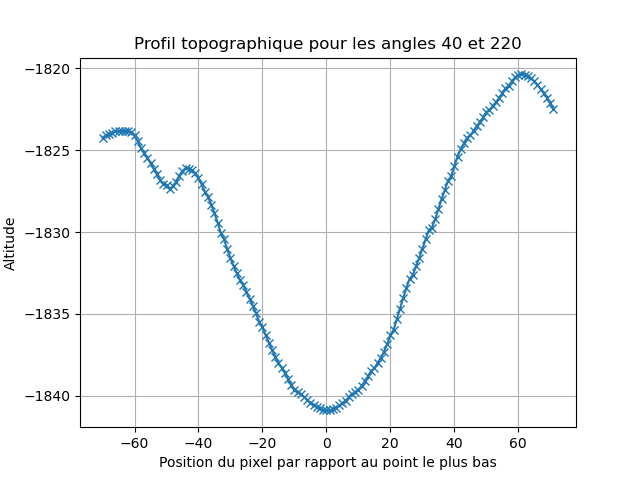 Profil topographique pour les angles 40 et 220
−1820
−1825
−1830
−1835
−1840
Altitude
−60 −40 −20 0 20 40 60
Position du pixel par rapport au point le plus bas